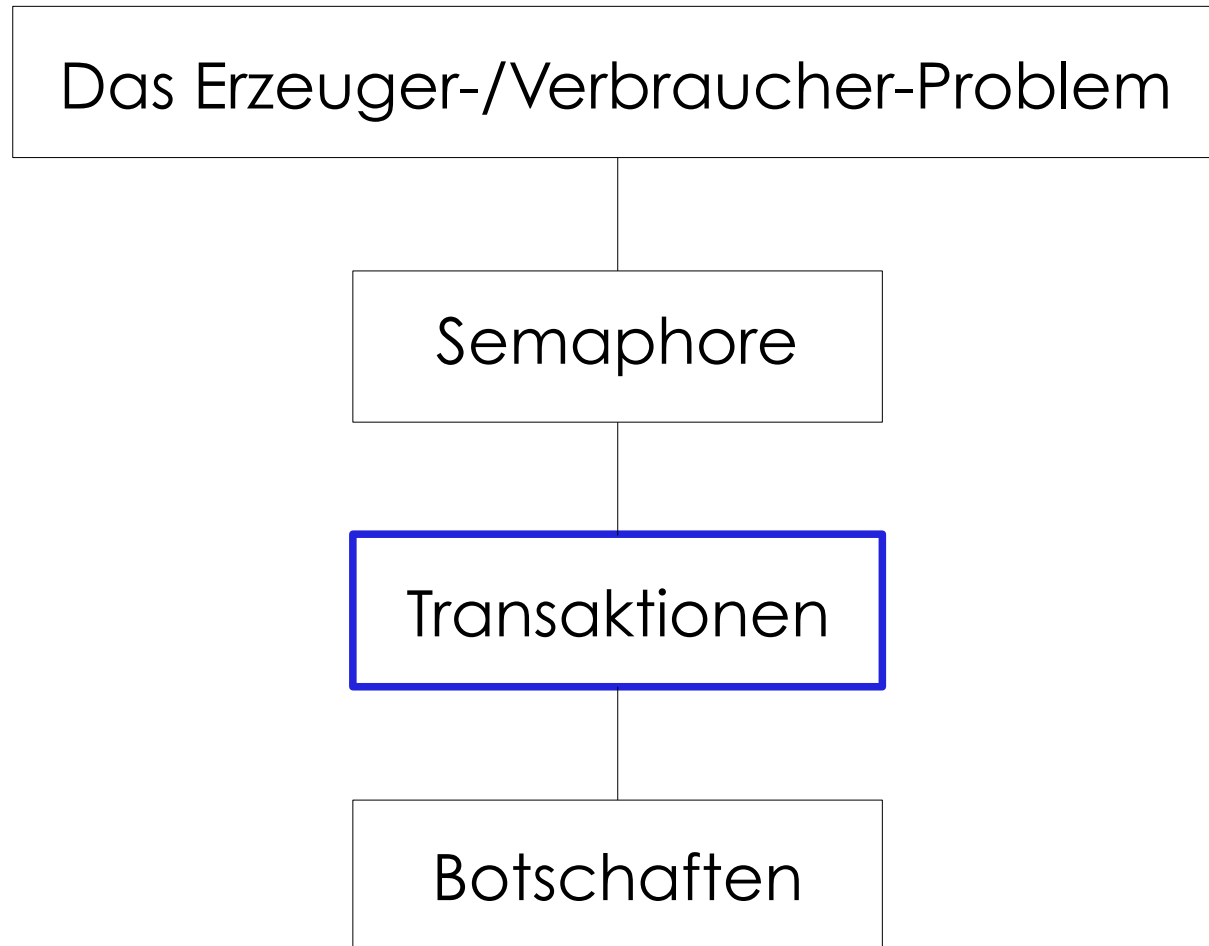 Das Erzeuger-/Verbraucher-Problem
Semaphore
Transaktionen
Botschaften